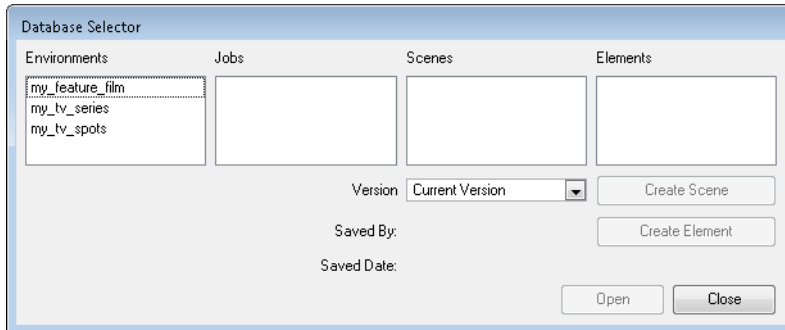 Database Selector
Environments Jobs Scenes Elements
my_feature_film
my_tv_series
my_tv_spots
Version Current Version Create Scene
Saved By: Create Element
Saved Date:
Open Close